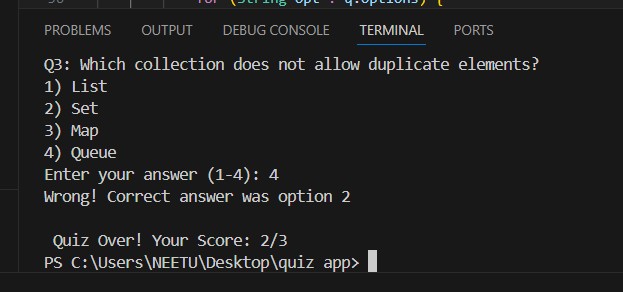 for (String opt : q.options) {
PROBLEMS OUTPUT DEBUG CONSOLE TERMINAL PORTS
Q3: Which collection does not allow duplicate elements?
1) List
2) Set
3) Map
4) Queue
Enter your answer (1-4): 4
Wrong! Correct answer was option 2
Quiz Over! Your Score: 2/3
PS C:\Users\NEETU\Desktop\quiz app>